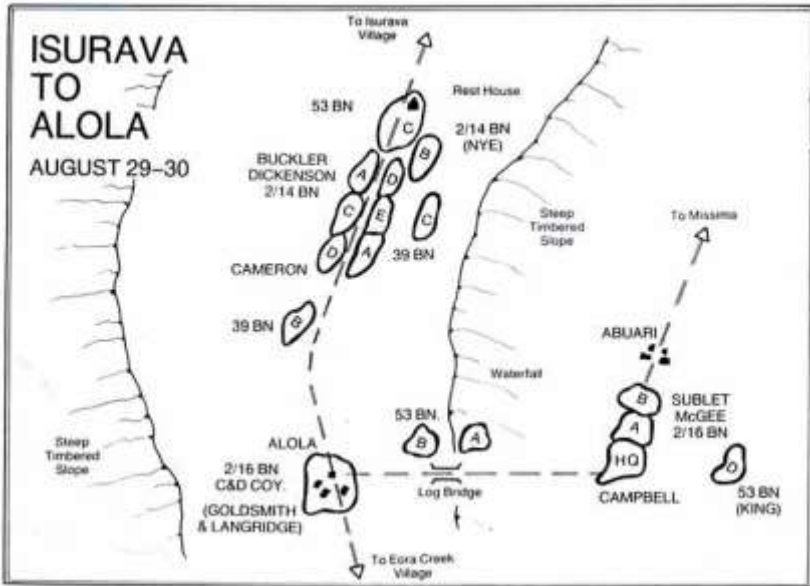 ISURAVA
TO
ALOLA
AUGUST 29–30
To Isurava
Village
53 BN
C
Rest House
2/14 BN
(NYE)
B
BUCKLER
DICKENSON
2/14 BN
A
D
C
E
C
39 BN
CAMERON
D
A
Steep
Timbered
Slope
To Missima
39 BN
B
ABUARI
Waterfall
53 BN.
B
A
B
A
HQ
SUBLET
McGEE
2/16 BN
CAMPBELL
D
53 BN
(KING)
Steep
Timbered
Slope
ALOLA
2/16 BN
C&D COY.
(GOLDSMITH
& LANGRIDGE)
Log Bridge
To Eora Creek
Village